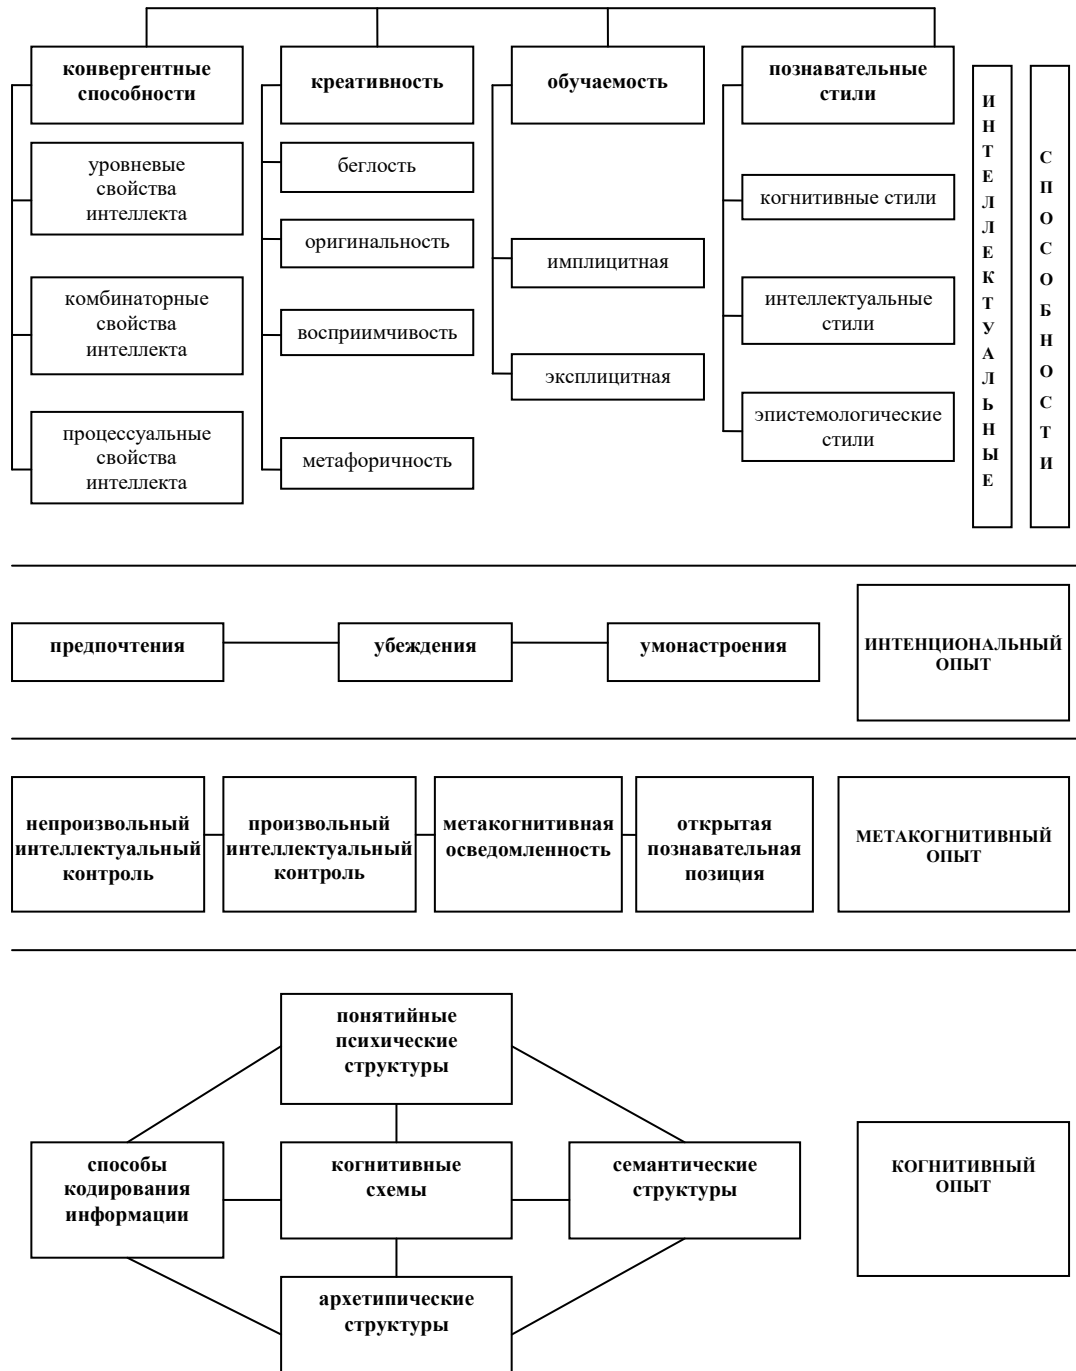 конвергентные
способности
креативность
обучаемость
познавательные
стили
уровневые
свойства
интеллекта
беглость
когнитивные стили
оригинальность
имплицитная
комбинаторные
свойства
интеллекта
восприимчивость
интеллектуальные
стили
эксплицитная
процессуальные
свойства
интеллекта
метафоричность
эпистемологические
стили
ИНТЕЛЛЕКТУАЛЬНЫЕ
СПОСОБНОСТИ
предпочтения
убеждения
умонастроения
ИНТЕНЦИОНАЛЬНЫЙ
ОПЫТ
непроизвольный
интеллектуальный
контроль
произвольный
интеллектуальный
контроль
метакогнитивная
осведомленность
открытая
познавательная
позиция
МЕТАКОГНИТИВНЫЙ
ОПЫТ
понятийные
психические
структуры
способы
кодирования
информации
когнитивные
схемы
семантические
структуры
КОГНИТИВНЫЙ
ОПЫТ
архетипические
структуры